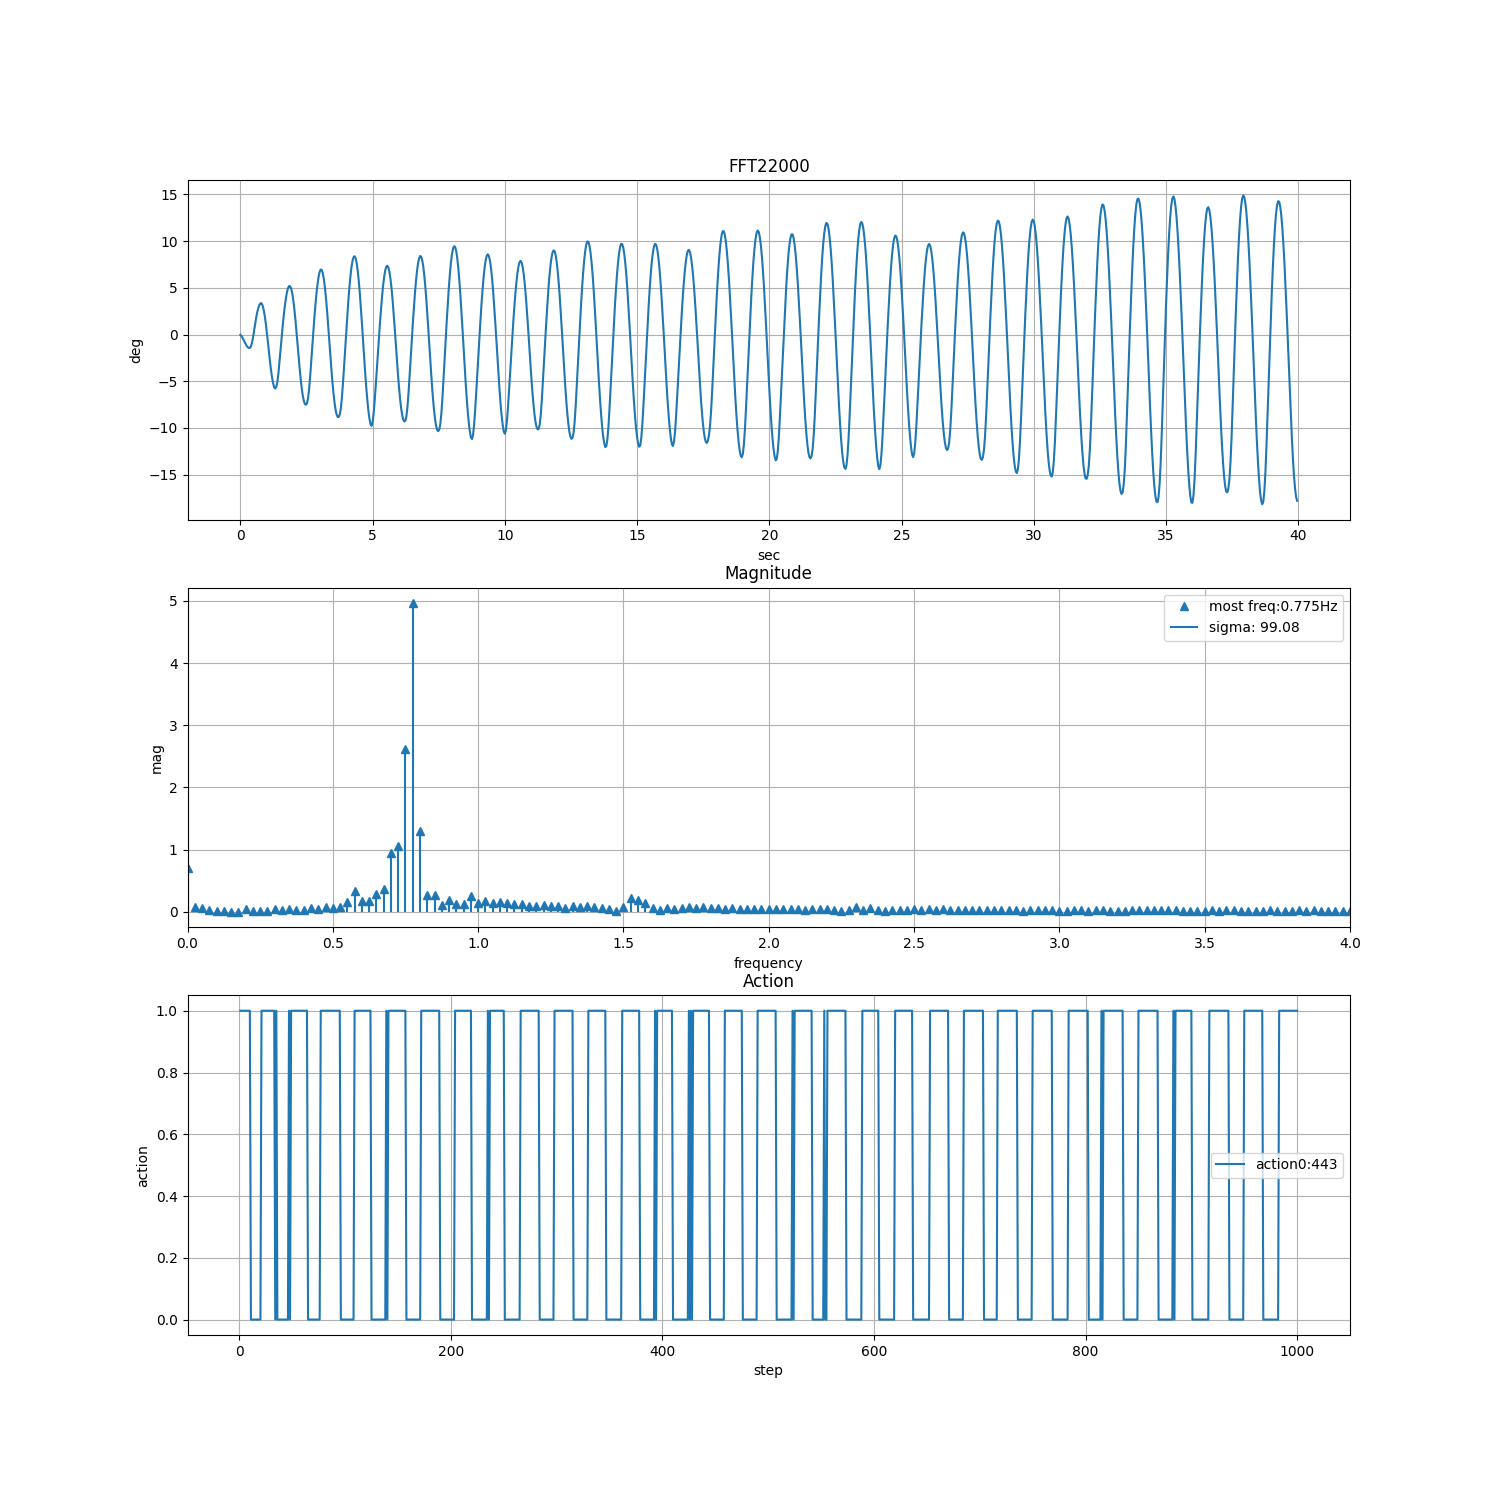 FFT22000
15
10
5
0
−5
−10
−15
deg
0 5 10 15 20 25 30 35 40
sec
Magnitude
5
4
3
2
1
0
mag
most freq:0.775Hz
sigma: 99.08
0.0 0.5 1.0 1.5 2.0 2.5 3.0 3.5 4.0
frequency
Action
1.0
0.8
0.6
0.4
0.2
0.0
action
action0:443
0 200 400 600 800 1000
step